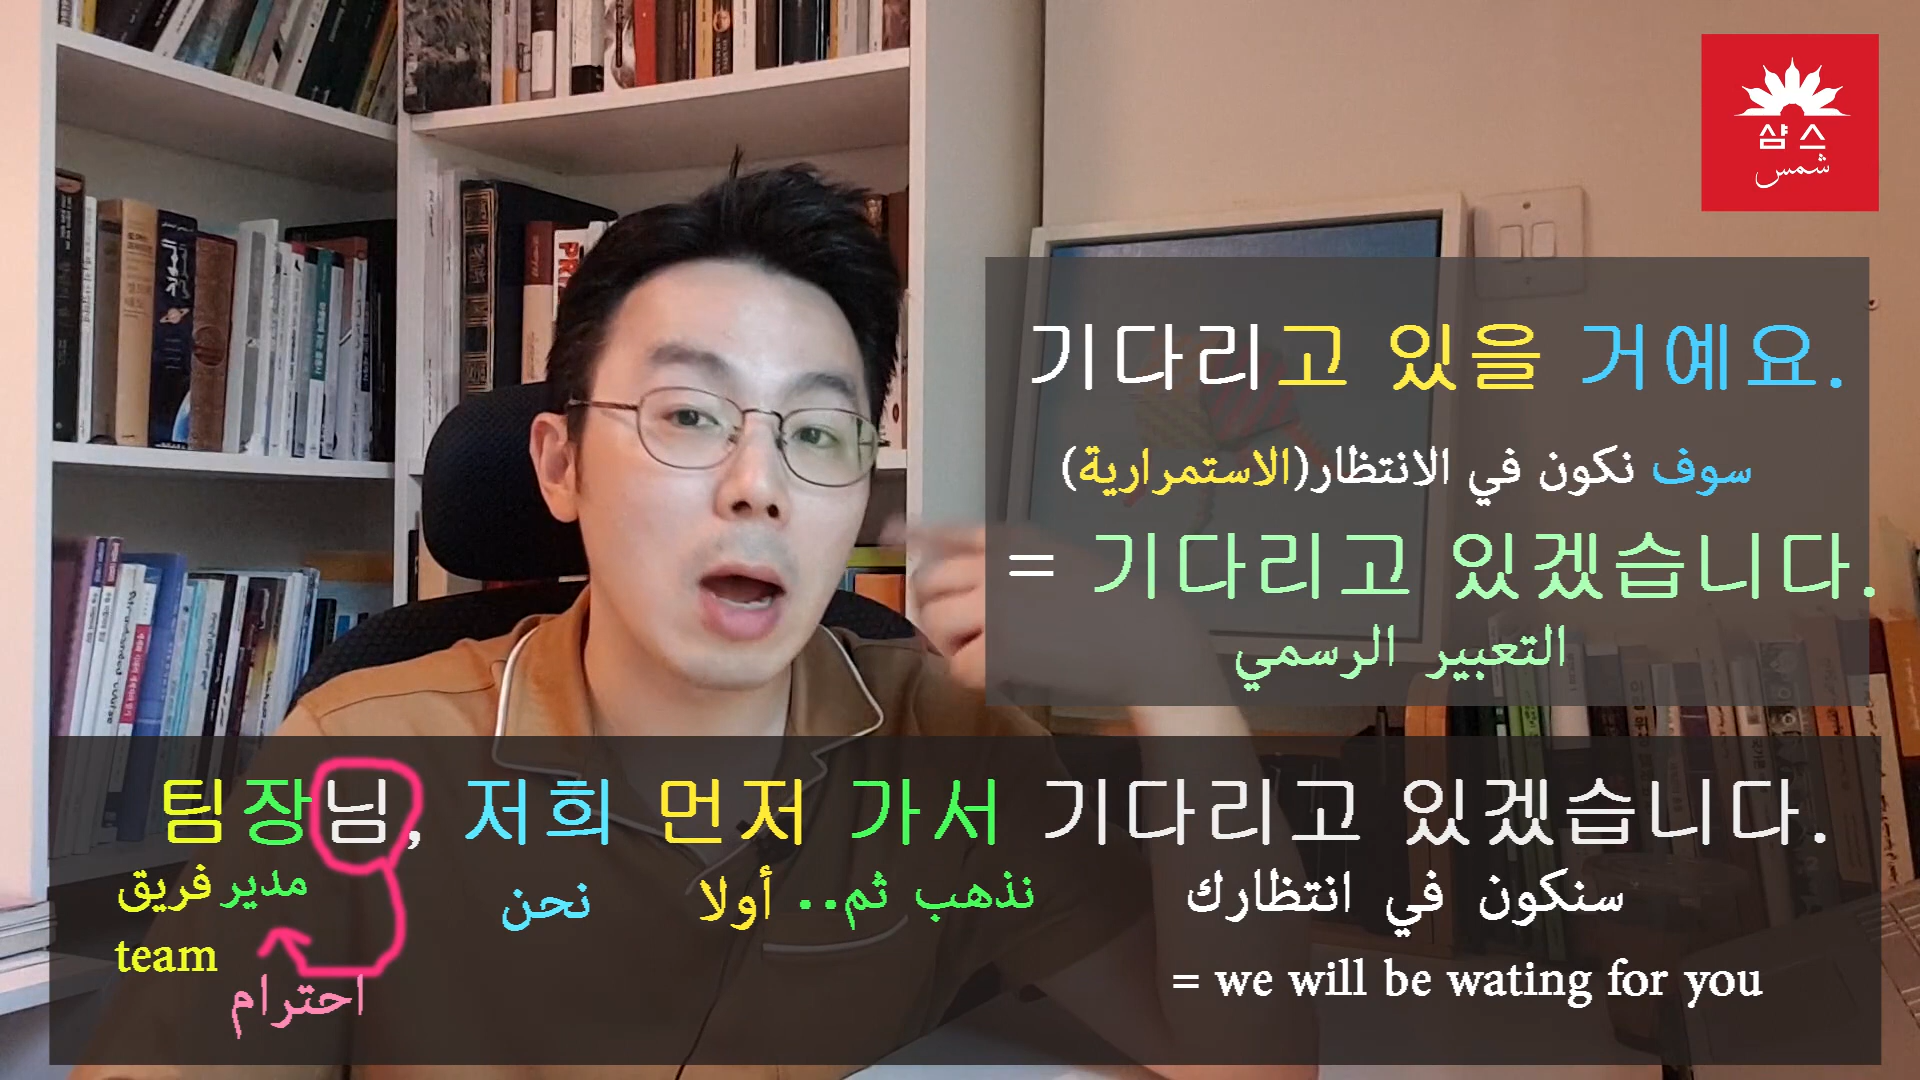 샴스
شمس
기다리고 있을 거예요.
سوف نكون في الانتظار(الاستمرارية)
= 기다리고 있겠습니다.
التعبير الرسمي
팀장님, 저희 먼저 가서 기다리고 있겠습니다.
مدير فريق
نحن
أولا
نذهب ثم..
سنكون في انتظارك
team
احترام
= we will be wating for you